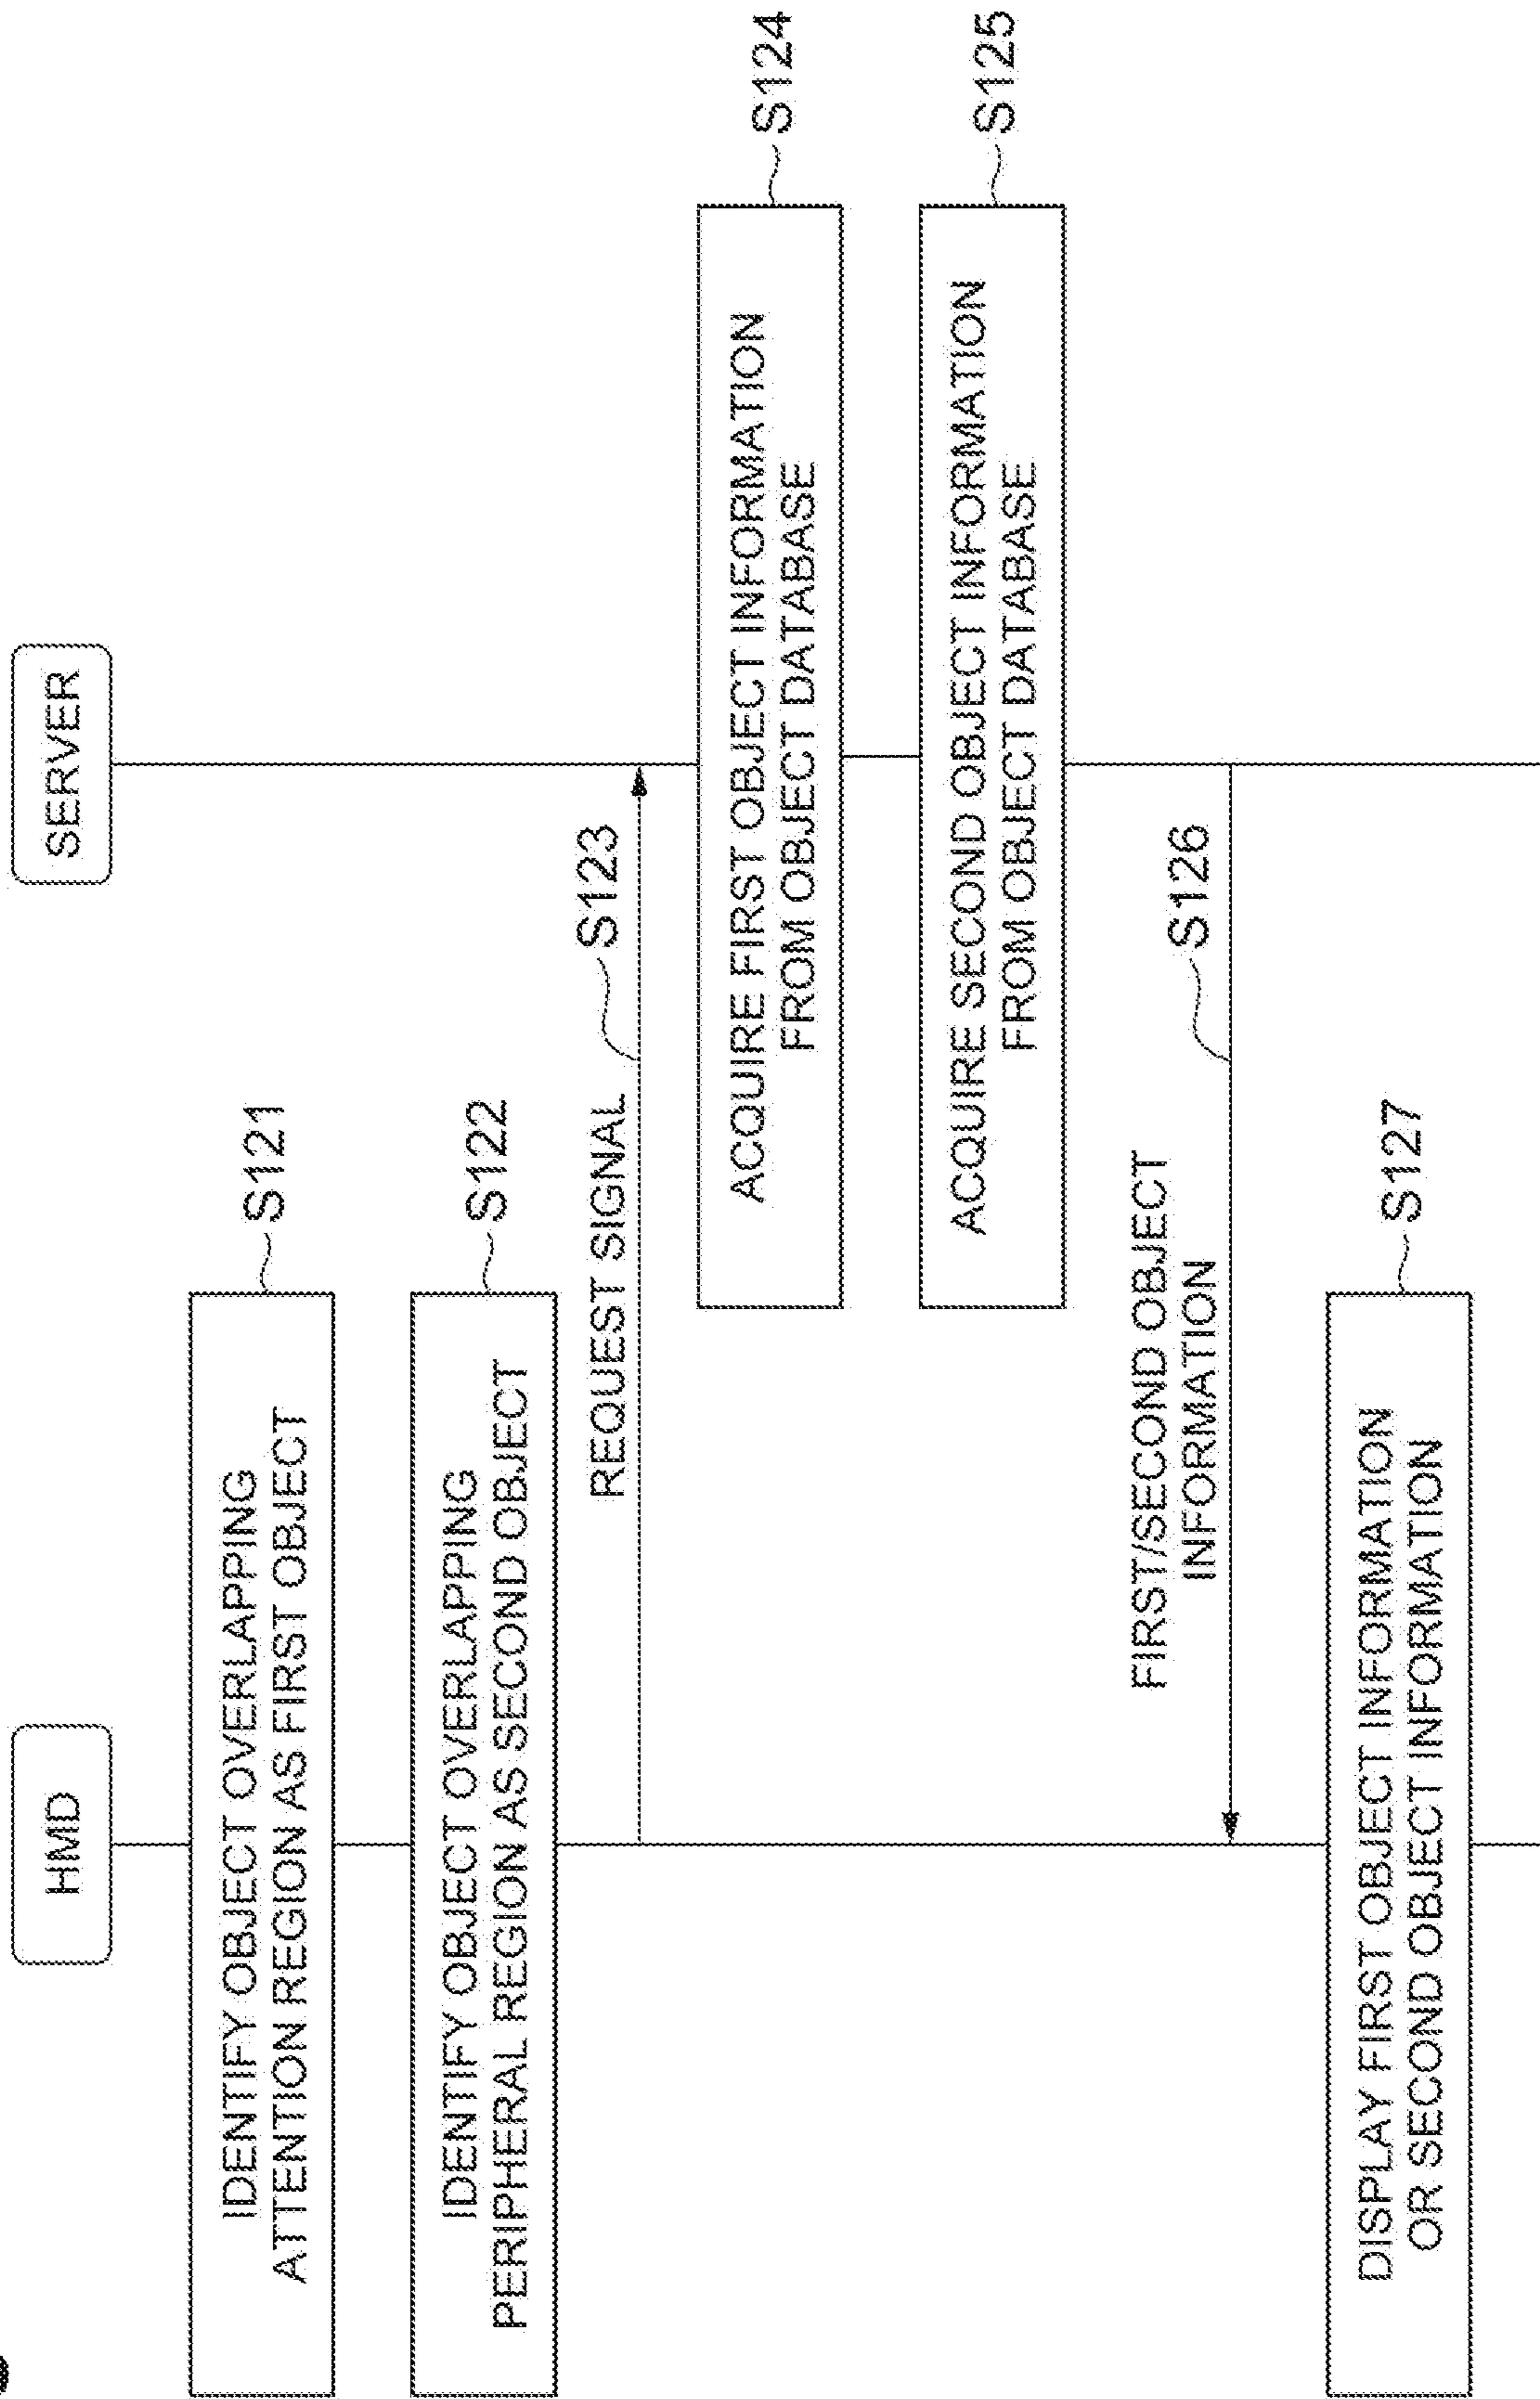 HMD
SERVER
IDENTIFY OBJECT OVERLAPPING
ATTENTION REGION AS FIRST OBJECT
S121
IDENTIFY OBJECT OVERLAPPING
PERIPHERAL REGION AS SECOND OBJECT
S122
REQUEST SIGNAL
S123
ACQUIRE FIRST OBJECT INFORMATION
FROM OBJECT DATABASE
S124
ACQUIRE SECOND OBJECT INFORMATION
FROM OBJECT DATABASE
S125
FIRST/SECOND OBJECT
INFORMATION
S126
DISPLAY FIRST OBJECT INFORMATION
OR SECOND OBJECT INFORMATION
S127